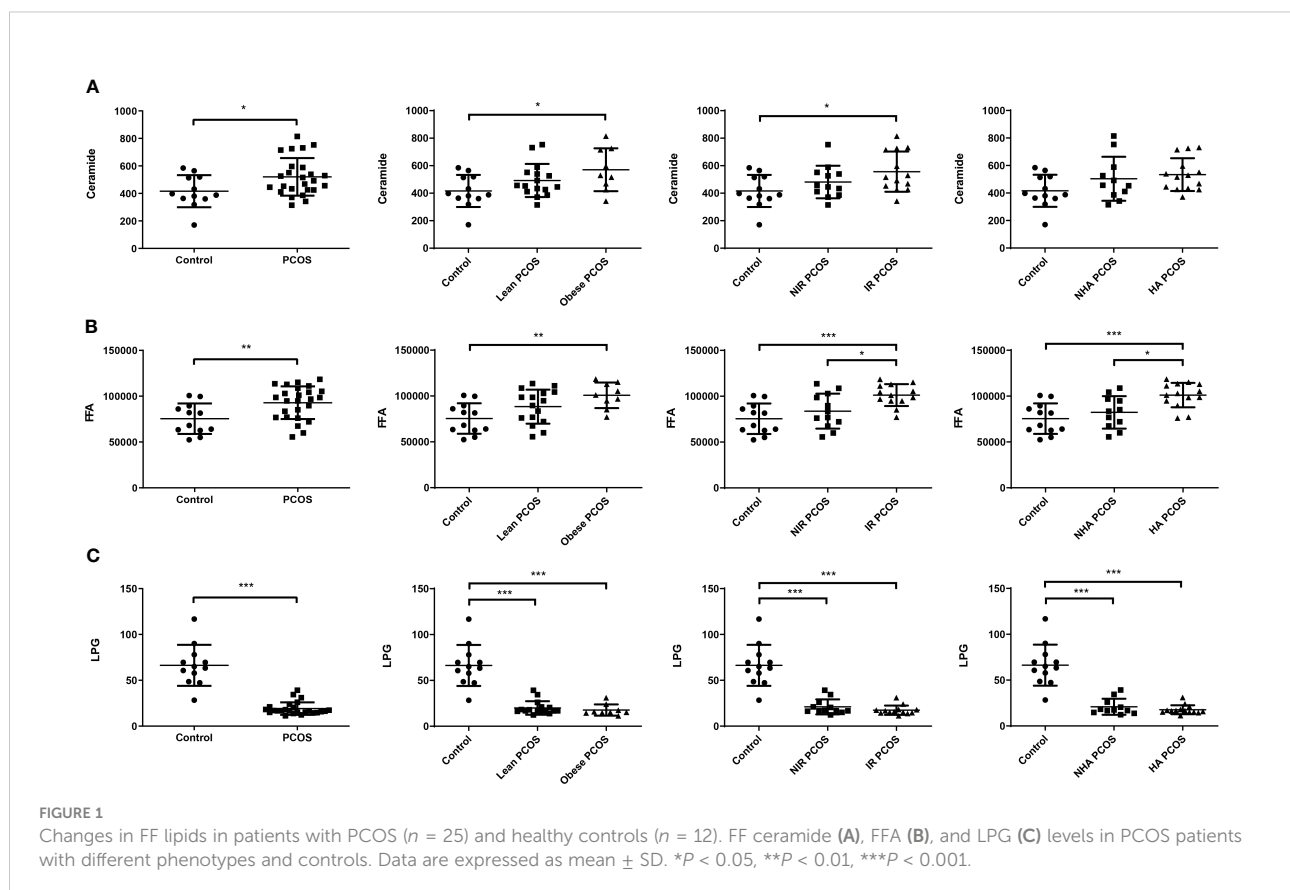 A
* * *
1000 1000 1000 1000
800 800 800 800
600 600 600 600
400 400 400 400
200 200 200 200
0 0 0 0
Ceramide Ceramide Ceramide Ceramide
Control PCOS Control Lean PCOS Obese PCOS Control NIR PCOS IR PCOS Control NHA PCOS HA PCOS
B
** ** *** * *** *
150000 150000 150000 150000
100000 100000 100000 100000
50000 50000 50000 50000
0 0 0 0
FFA FFA FFA FFA
Control PCOS Control Lean PCOS Obese PCOS Control NIR PCOS IR PCOS Control NHA PCOS HA PCOS
C
*** *** *** *** *** *** ***
150 150 150 150
100 100 100 100
50 50 50 50
0 0 0 0
LPG LPG LPG LPG
Control PCOS Control Lean PCOS Obese PCOS Control NIR PCOS IR PCOS Control NHA PCOS HA PCOS
FIGURE 1
Changes in FF lipids in patients with PCOS (n = 25) and healthy controls (n = 12). FF ceramide (A), FFA (B), and LPG (C) levels in PCOS patients
with different phenotypes and controls. Data are expressed as mean ± SD. *P < 0.05, **P < 0.01, ***P < 0.001.